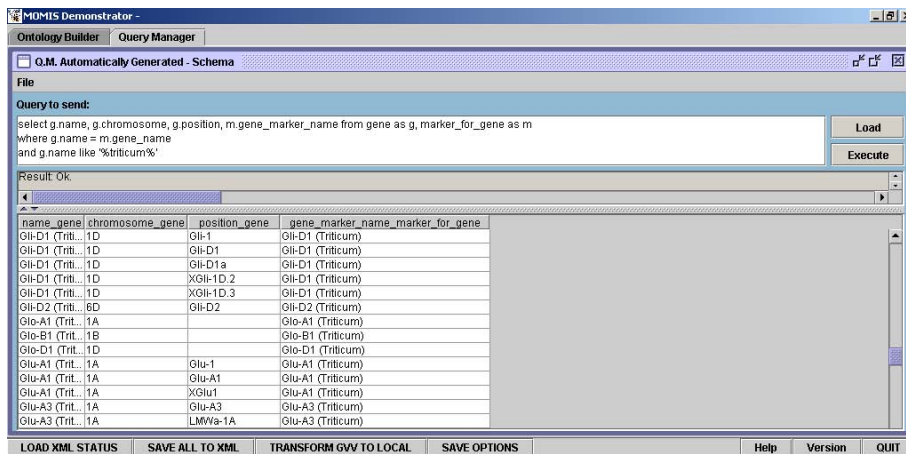 MOMIS Demonstrator -
Ontology Builder Query Manager
Q.M. Automatically Generated - Schema
File
Query to send:
select g.name, g.chromosome, g.position, m.gene_marker_name from gene as g, marker_for_gene as m
where g.name = m.gene_name
and g.name like '%triticum%'
Load
Execute
Result: Ok.
name_gene chromosome_gene position_gene gene_marker_name_marker_for_gene
Gli-D1 (Triti... 1D Gli-1 Gli-D1 (Triticum)
Gli-D1 (Triti... 1D Gli-D1 Gli-D1 (Triticum)
Gli-D1 (Triti... 1D Gli-D1a Gli-D1 (Triticum)
Gli-D1 (Triti... 1D XGli-1D.2 Gli-D1 (Triticum)
Gli-D1 (Triti... 1D XGli-1D.3 Gli-D1 (Triticum)
Gli-D2 (Triti... 6D Gli-D2 Gli-D2 (Triticum)
Glo-A1 (Trit... 1A Glo-A1 (Triticum)
Glo-B1 (Trit... 1B Glo-B1 (Triticum)
Glo-D1 (Trit... 1D Glo-D1 (Triticum)
Glu-A1 (Trit... 1A Glu-1 Glu-A1 (Triticum)
Glu-A1 (Trit... 1A Glu-A1 Glu-A1 (Triticum)
Glu-A1 (Trit... 1A XGlu1 Glu-A1 (Triticum)
Glu-A3 (Trit... 1A Glu-A3 Glu-A3 (Triticum)
Glu-A3 (Trit... 1A LMWa-1A Glu-A3 (Triticum)
LOAD XML STATUS SAVE ALL TO XML TRANSFORM GVV TO LOCAL SAVE OPTIONS Help Version QUIT